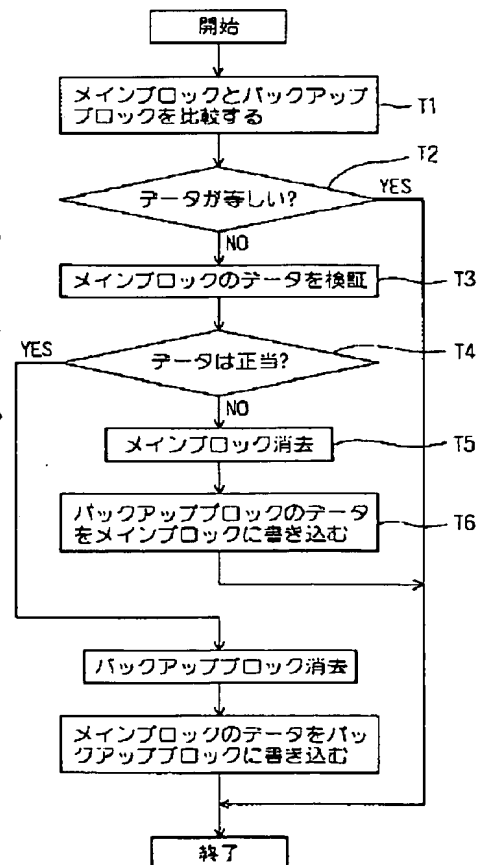 開始
メインブロックとバックアップ
ブロックを比較する
T1
T2
データが等しい?
YES
NO
メインブロックのデータを検証
T3
YES
データは正当?
T4
NO
メインブロック消去
T5
バックアップブロックのデータ
をメインブロックに書き込む
T6
バックアップブロック消去
メインブロックのデータをバッ
クアップブロックに書き込む
終了